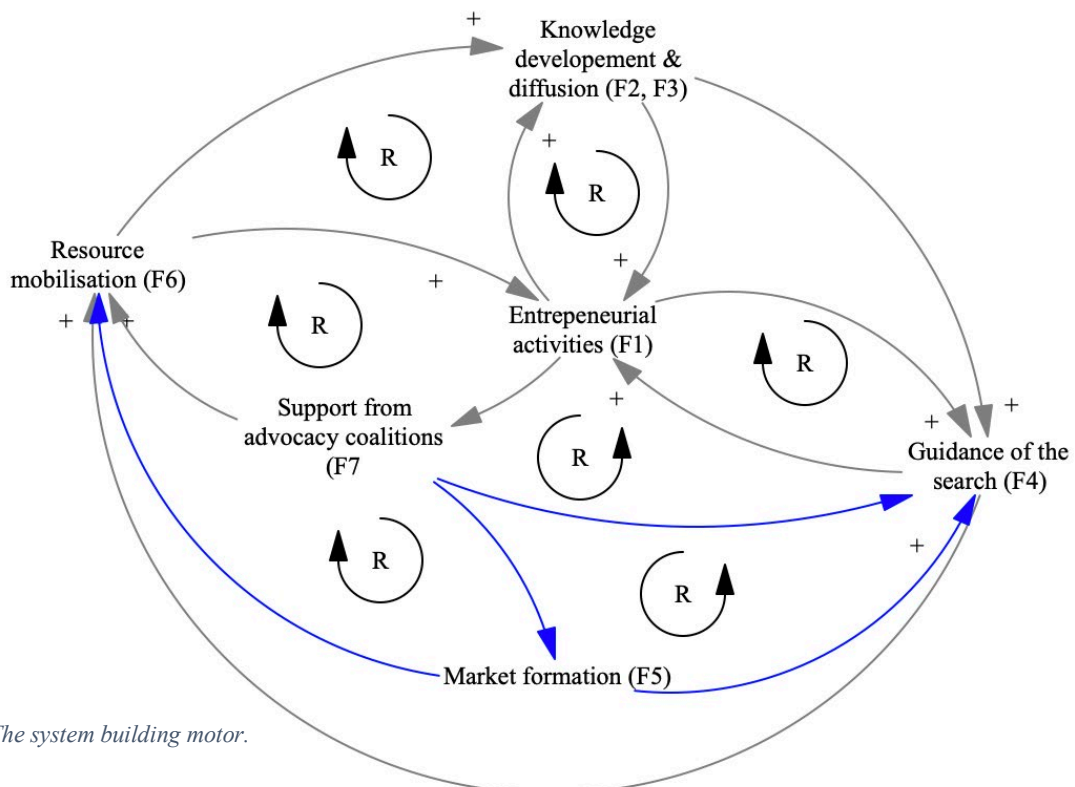 +
Knowledge
developement &
diffusion (F2, F3)
+
R
R
+
Resource
mobilisation (F6)
+
+
+
R
Entrepeneurial
activities (F1)
R
+
+
+
Support from
advocacy coalitions
(F7
R
Guidance of the
search (F4)
+
R
R
Market formation (F5)
The system building motor.